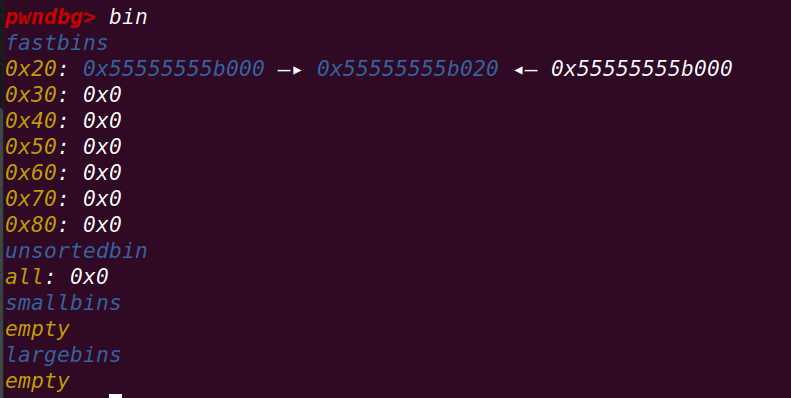 pwndbg> bin
fastbins
0x20: 0x55555555b000 —▸ 0x55555555b020 ◂— 0x55555555b000
0x30: 0x0
0x40: 0x0
0x50: 0x0
0x60: 0x0
0x70: 0x0
0x80: 0x0
unsortedbin
all: 0x0
smallbins
empty
largebins
empty